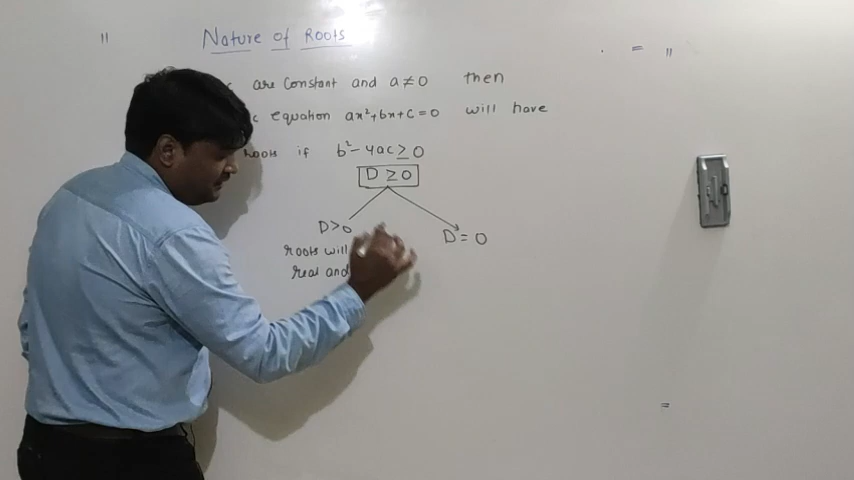 Nature of Roots
are Constant and a ≠ 0 then
equation ax²+bx+c = 0 will have
roots if b²-4ac ≥ 0
D ≥ 0
D>0
D = 0
roots will
real and